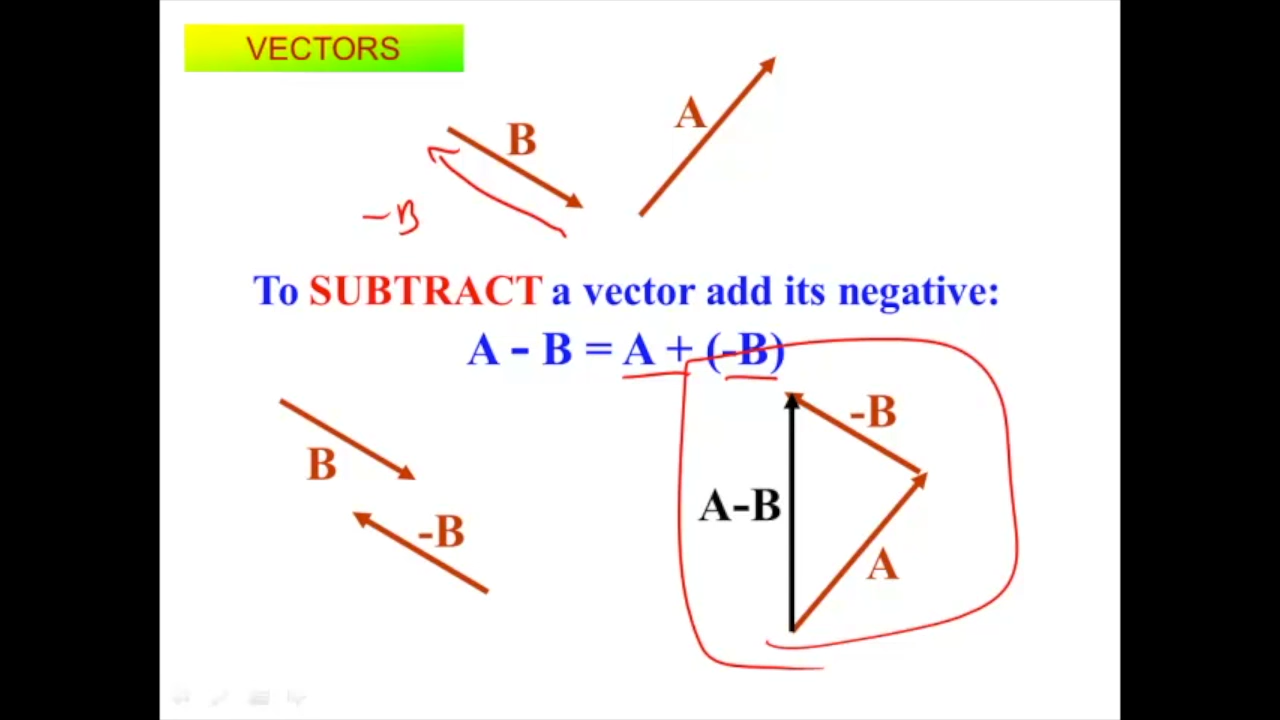 VECTORS
B
A
-B
To SUBTRACT a vector add its negative:
A - B = A + (-B)
B
-B
-B
A-B
A